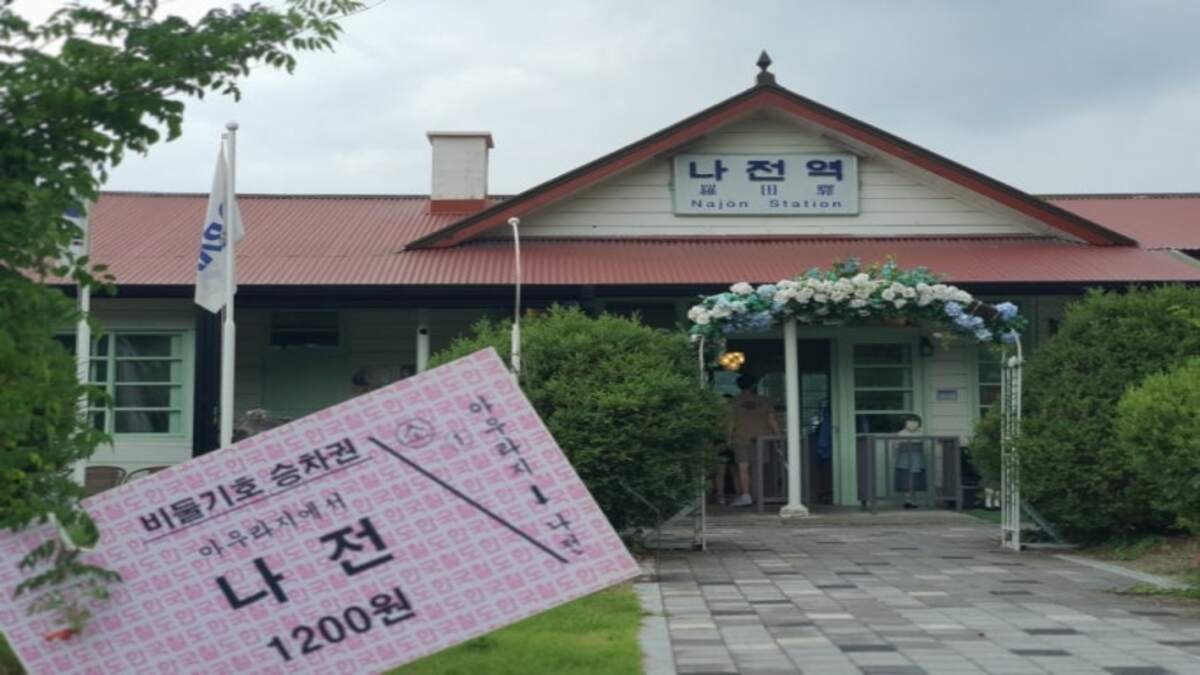 나전역
羅田驛
Najon Station
비둘기호 승차권
아우라지에서
나전
1200원
소
1
아우라지
나전